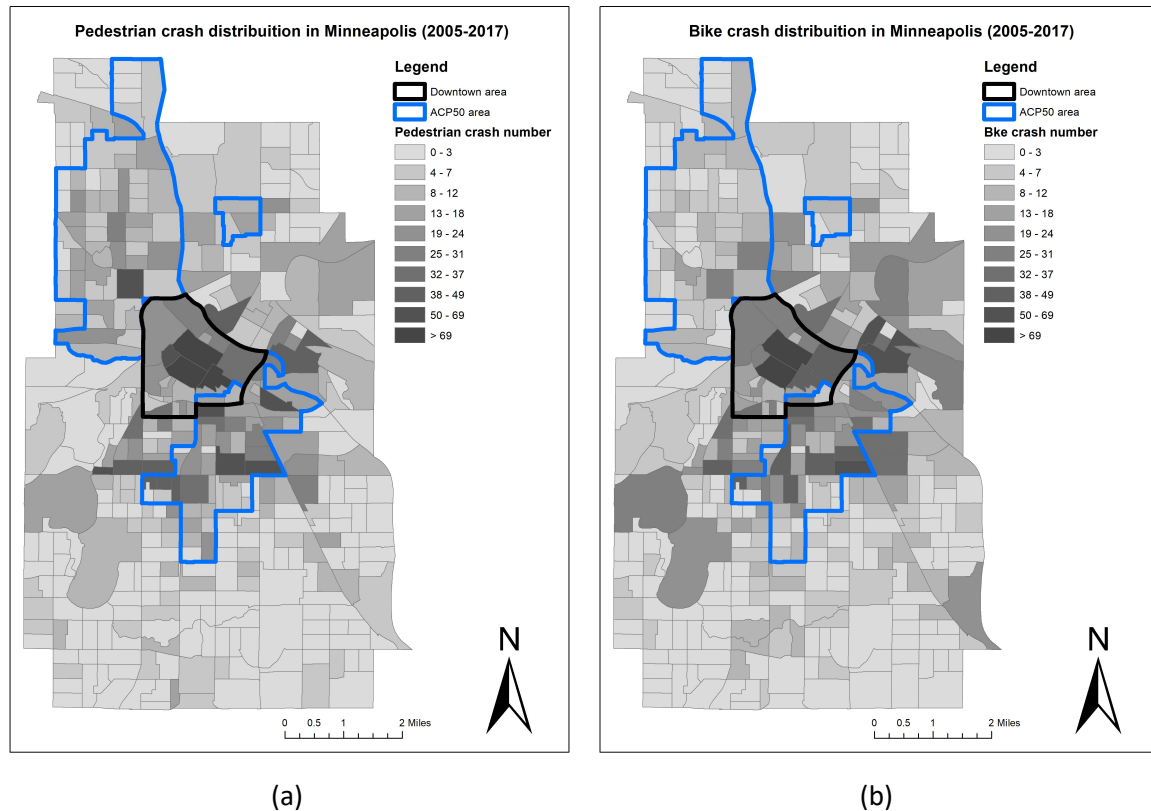 Pedestrian crash distribuition in Minneapolis (2005-2017)
Legend
Downtown area
ACP50 area
Pedestrian crash number
0 - 3
4 - 7
8 - 12
13 - 18
19 - 24
25 - 31
32 - 37
38 - 49
50 - 69
> 69
N
0 0.5 1 2 Miles
(a)
Bike crash distribuition in Minneapolis (2005-2017)
Legend
Downtown area
ACP50 area
Bke crash number
0 - 3
4 - 7
8 - 12
13 - 18
19 - 24
25 - 31
32 - 37
38 - 49
50 - 69
> 69
N
0 0.5 1 2 Miles
(b)